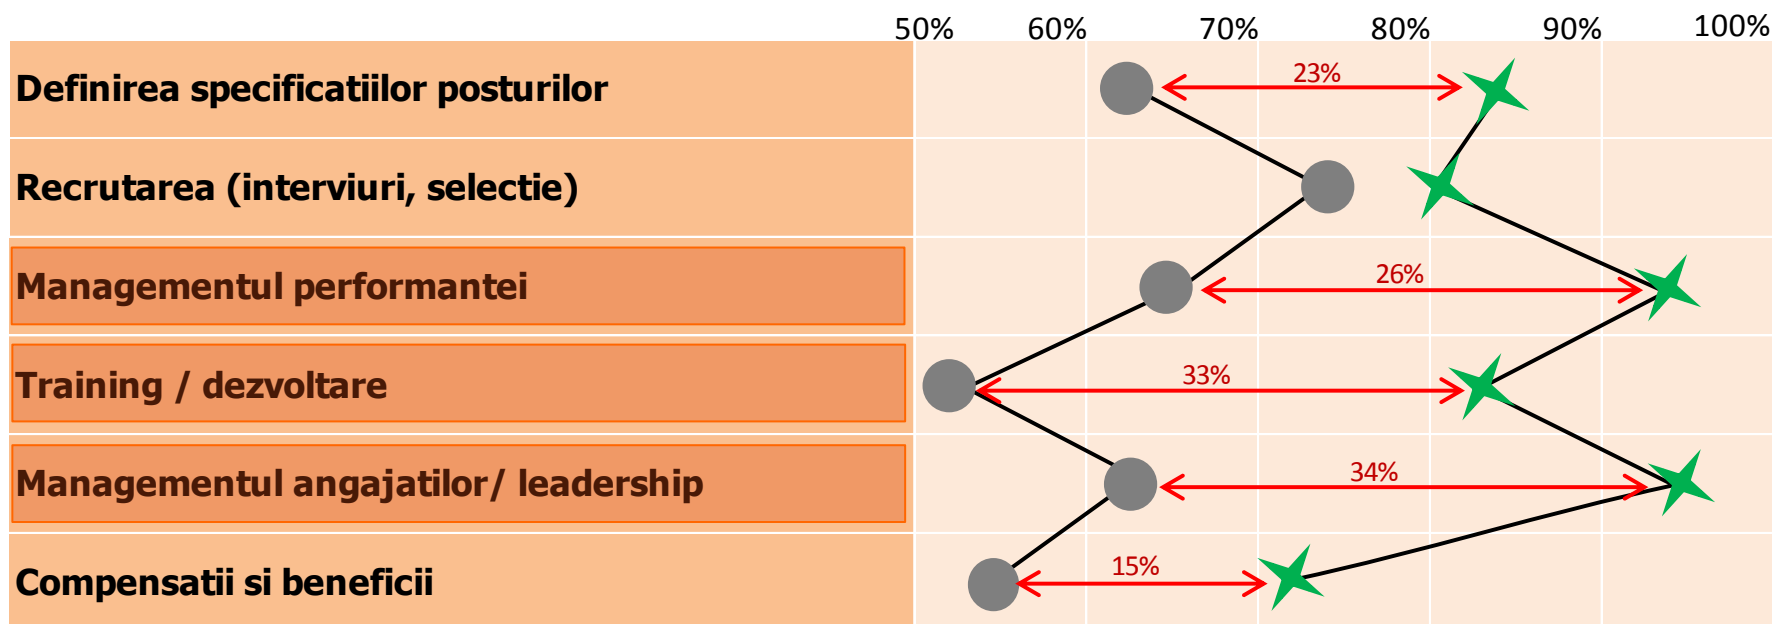 50% 60% 70% 80% 90% 100%
Definirea specificatiilor posturilor
23%
Recrutarea (interviuri, selectie)
Managementul performantei
26%
Training / dezvoltare
33%
Managementul angajatilor/ leadership
34%
Compensatii si beneficii
15%